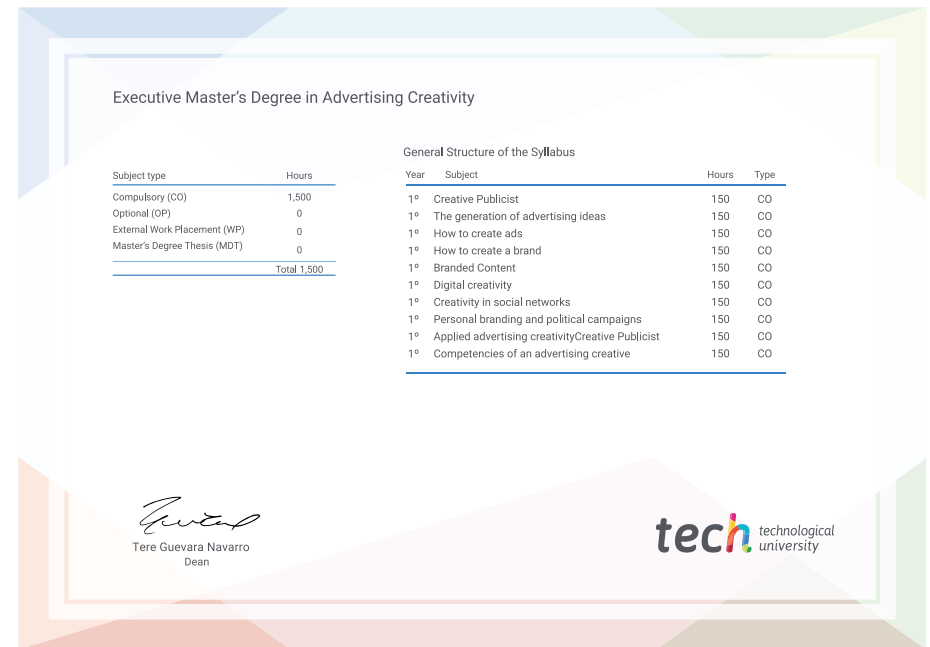 Executive Master's Degree in Advertising Creativity
General Structure of the Syllabus
Subject type Hours
Compulsory (CO) 1,500
Optional (OP) 0
External Work Placement (WP) 0
Master's Degree Thesis (MDT) 0
Total 1,500
Year Subject Hours Type
1º Creative Publicist 150 CO
1º The generation of advertising ideas 150 CO
1º How to create ads 150 CO
1º How to create a brand 150 CO
1º Branded Content 150 CO
1º Digital creativity 150 CO
1º Creativity in social networks 150 CO
1º Personal branding and political campaigns 150 CO
1º Applied advertising creativityCreative Publicist 150 CO
1º Competencies of an advertising creative 150 CO
Tere Guevara Navarro
Dean
tech technological
university